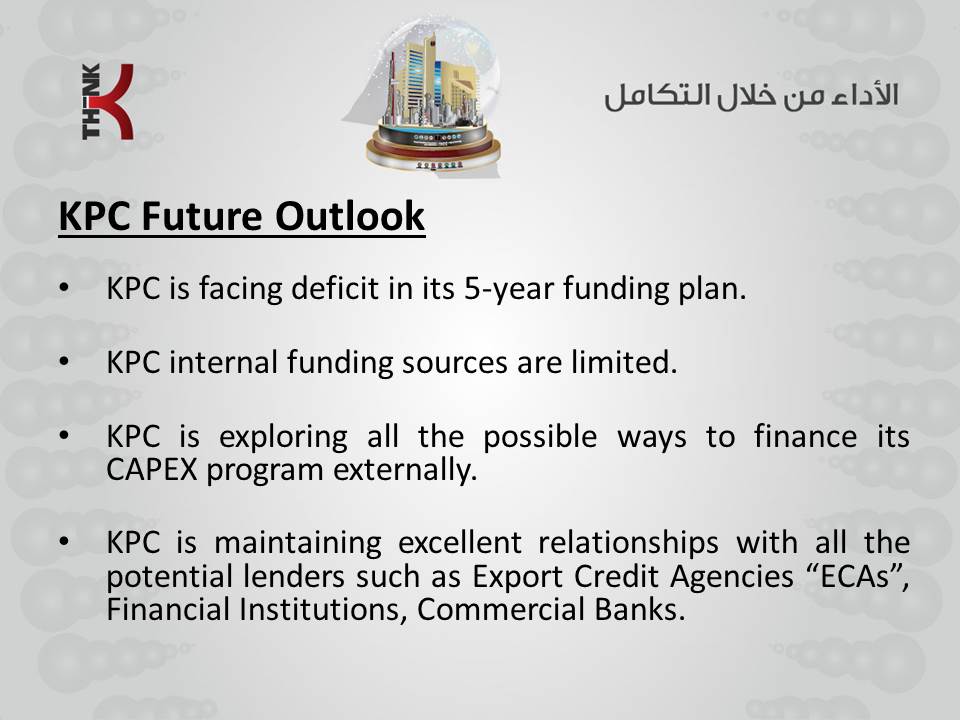 THINK
الأداء من خلال التكامل
KPC Future Outlook
• KPC is facing deficit in its 5-year funding plan.
• KPC internal funding sources are limited.
• KPC is exploring all the possible ways to finance its
CAPEX program externally.
• KPC is maintaining excellent relationships with all the
potential lenders such as Export Credit Agencies “ECAs”,
Financial Institutions, Commercial Banks.